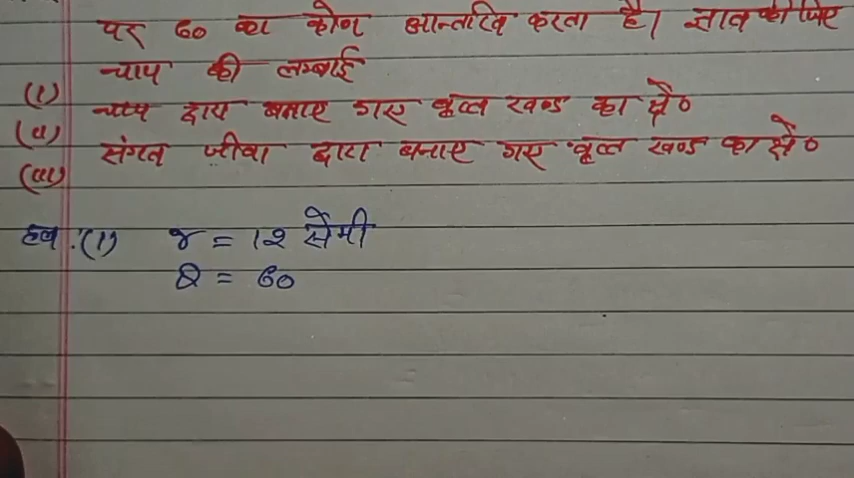 पर 60 का कोण आन्तरित करता है। ज्ञात कीजिए
(i) चाप की लम्बाई
(ii) चाप द्वारा बनाए गए वृत्त खण्ड का क्षे०
(iii) संगत जीवा द्वारा बनाए गए वृत्त खण्ड का क्षे०
हल :(i) r = 12 सेमी
θ = 60